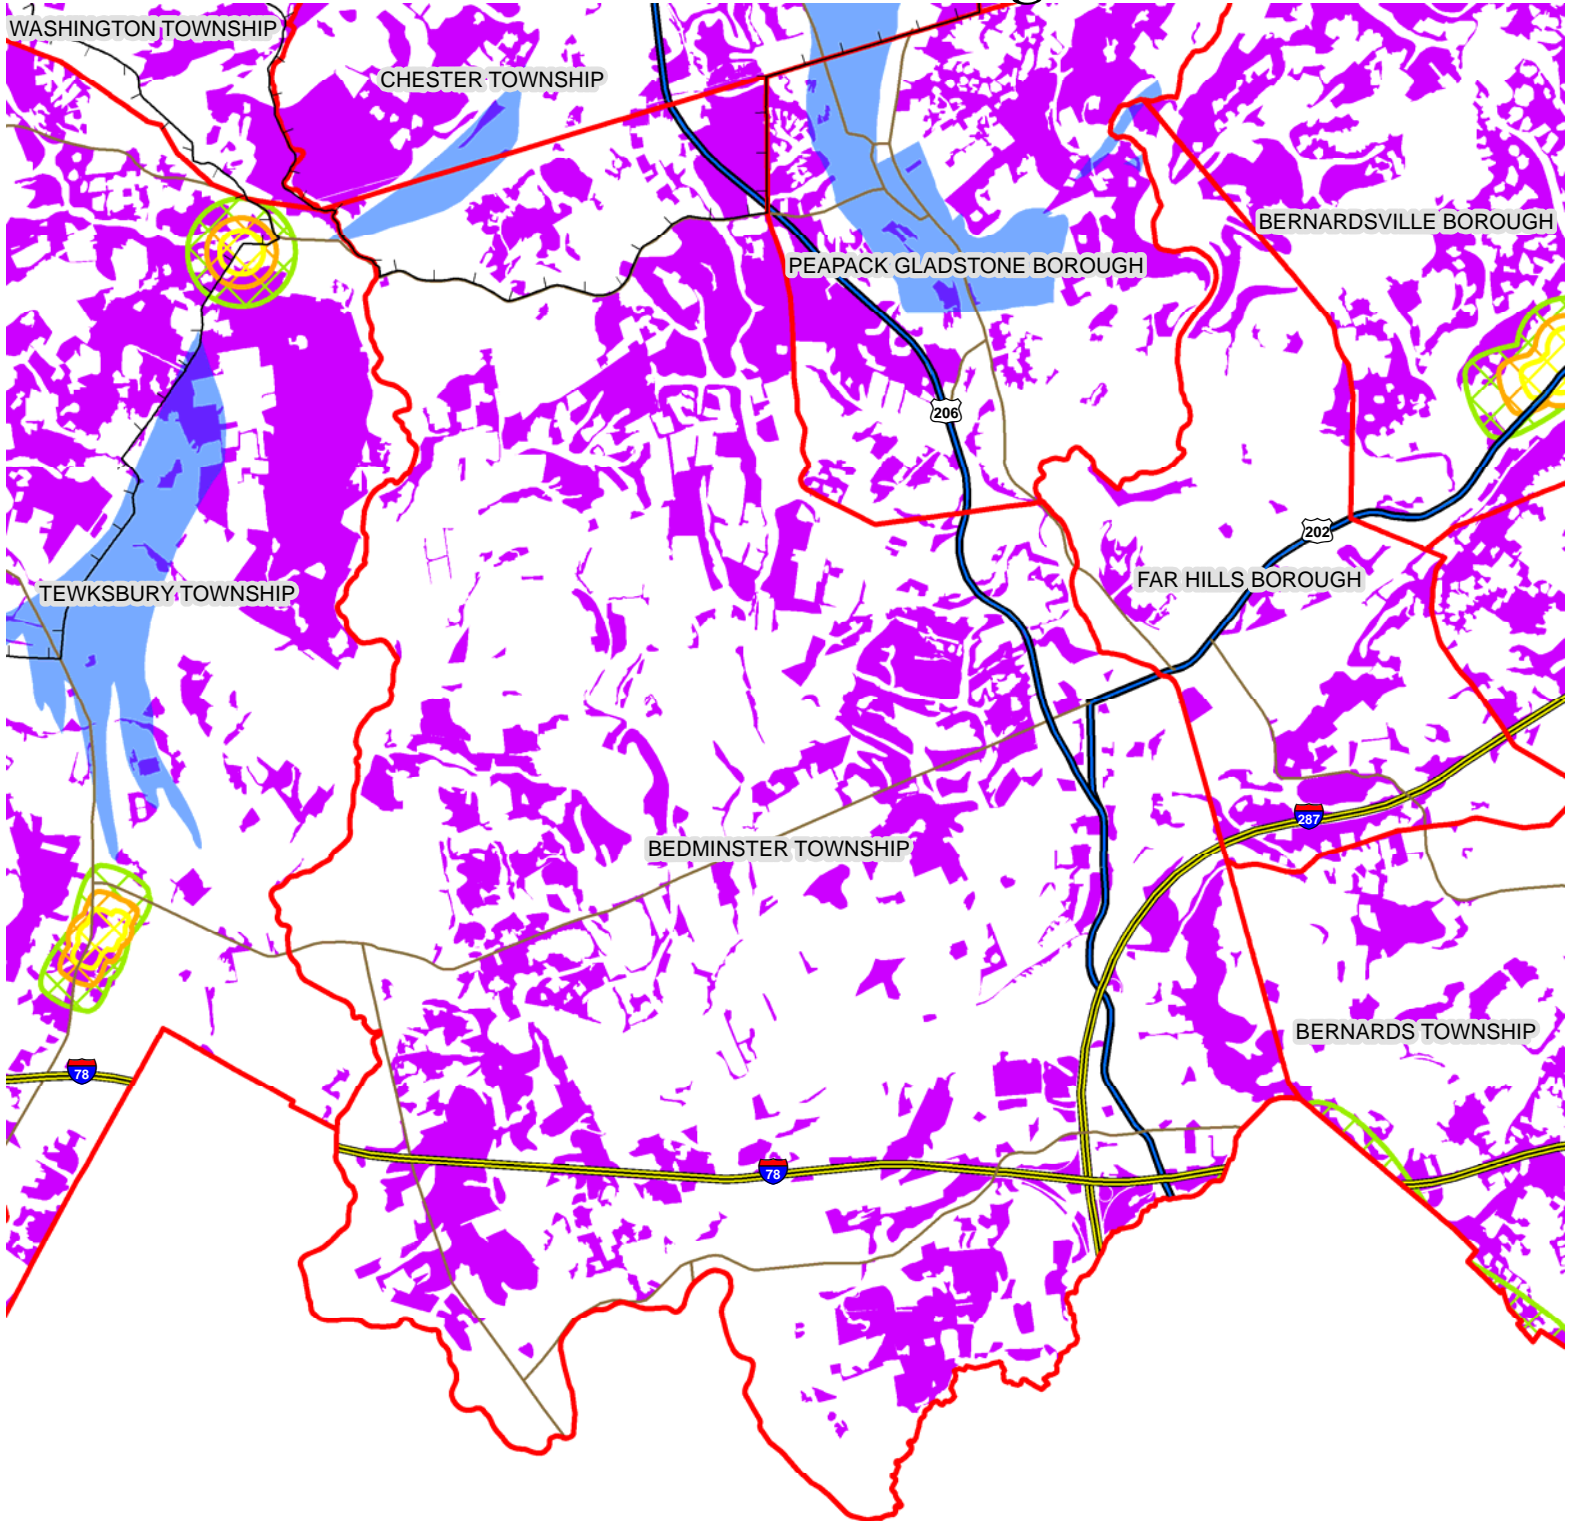 WASHINGTON TOWNSHIP
CHESTER TOWNSHIP
BERNARDSVILLE BOROUGH
PEAPACK GLADSTONE BOROUGH
206
202
FAR HILLS BOROUGH
TEWKSBURY TOWNSHIP
287
BEDMINSTER TOWNSHIP
BERNARDS TOWNSHIP
78
78